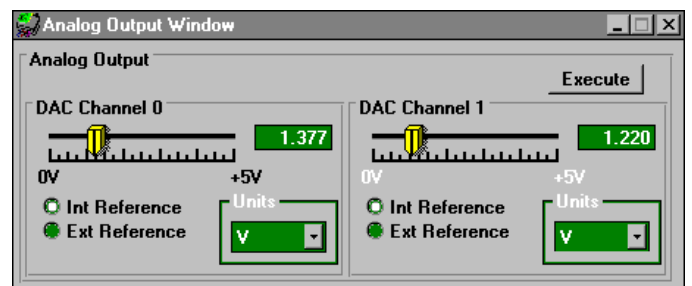 Analog Output Window
Analog Output
Execute
DAC Channel 0
1.377
0V +5V
Int Reference
Ext Reference
Units
V
DAC Channel 1
1.220
0V +5V
Int Reference
Ext Reference
Units
V